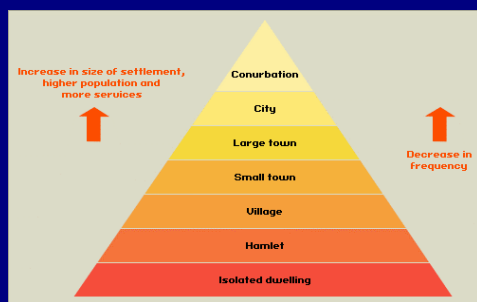 Increase in size of settlement,
higher population and
more services
Conurbation
City
Large town
Small town
Village
Hamlet
Isolated dwelling
Decrease in
frequency